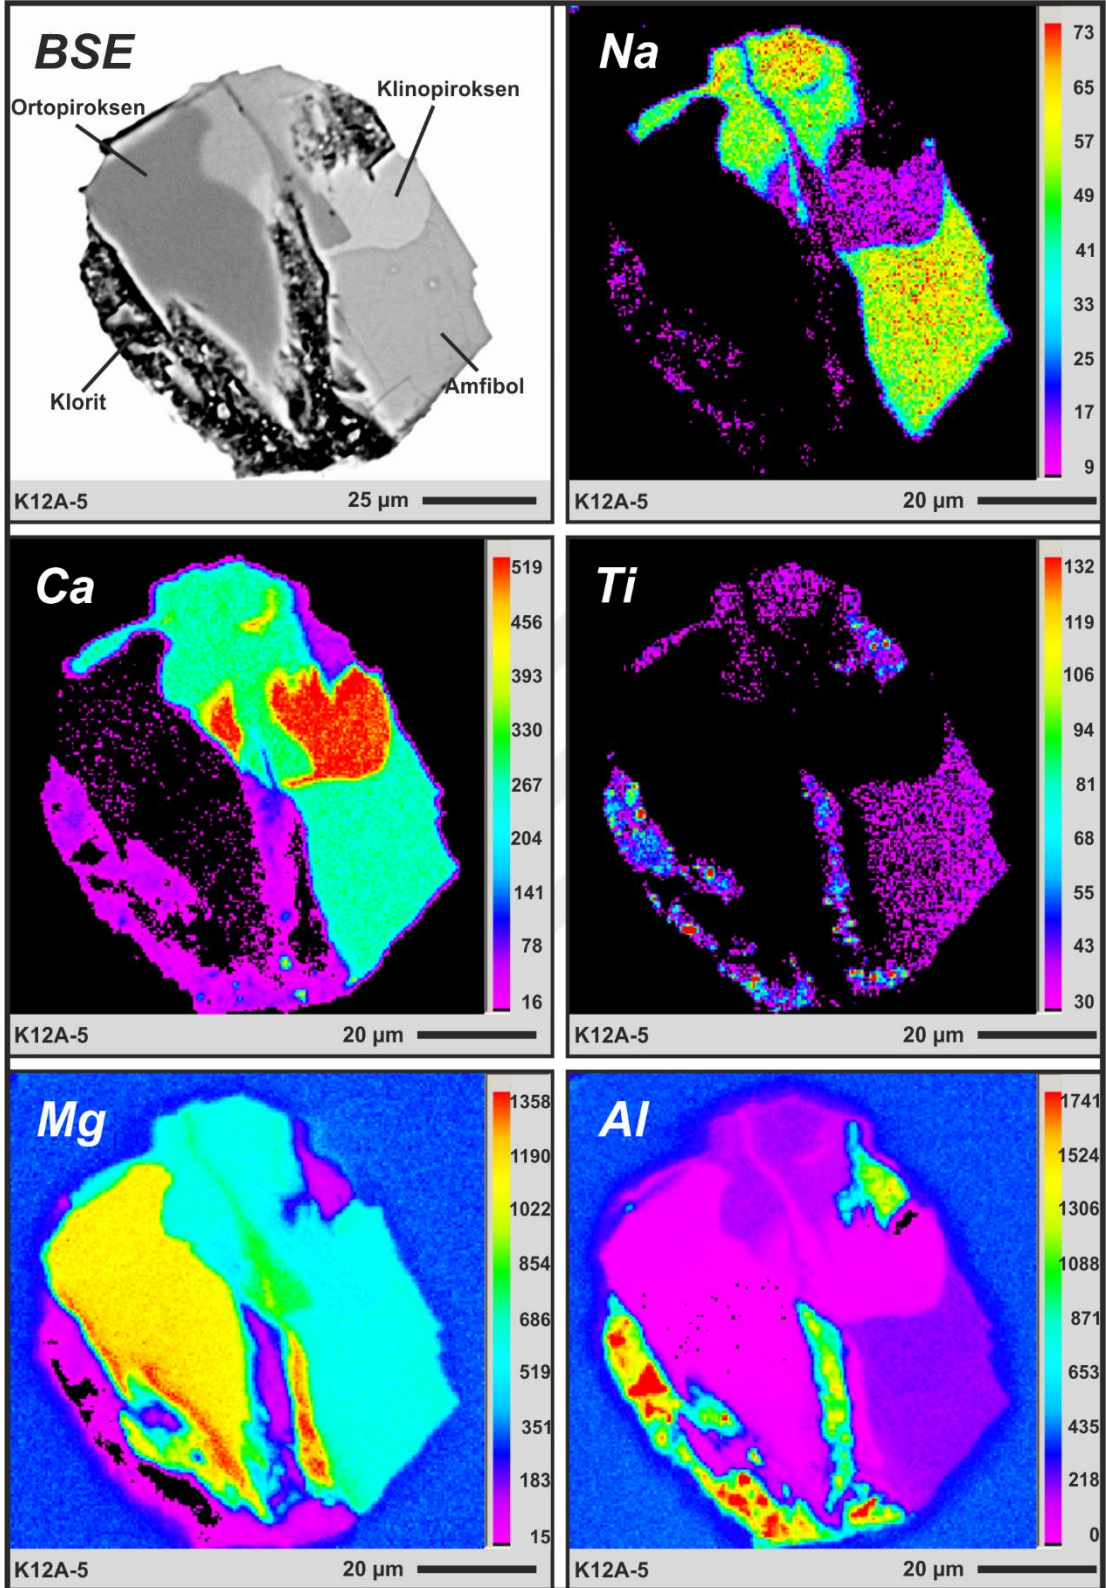 BSE
Ortopiroksen
Klinopiroksen
Klorit
Amfibol
K12A-5 25 µm
Na
73
65
57
49
41
33
25
17
9
K12A-5 20 µm
Ca
519
456
393
330
267
204
141
78
16
K12A-5 20 µm
Ti
132
119
106
94
81
68
55
43
30
K12A-5 20 µm
Mg
1358
1190
1022
854
686
519
351
183
15
K12A-5 20 µm
Al
1741
1524
1306
1088
871
653
435
218
0
K12A-5 20 µm